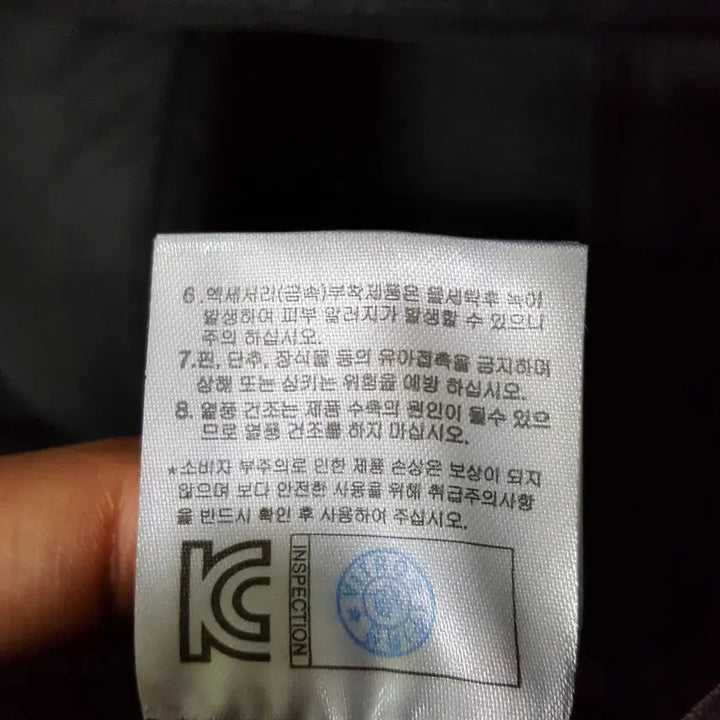 6.엑세서리(금속)부착제품은 물세탁후 녹이
발생하여 피부 알러지가 발생할 수 있으니
주의 하십시오.
7.핀, 단추, 장식물 등의 유아접촉을 금지하며
상해 또는 삼키는 위험을 예방 하십시오.
8. 열풍 건조는 제품 수축의 원인이 될수 있으
므로 열풍 건조를 하지 마십시오.
*소비자 부주의로 인한 제품 손상은 보상이 되지
않으며 보다 안전한 사용을 위해 취급주의사항
을 반드시 확인 후 사용하여 주십시오.
KC
INSPECTION